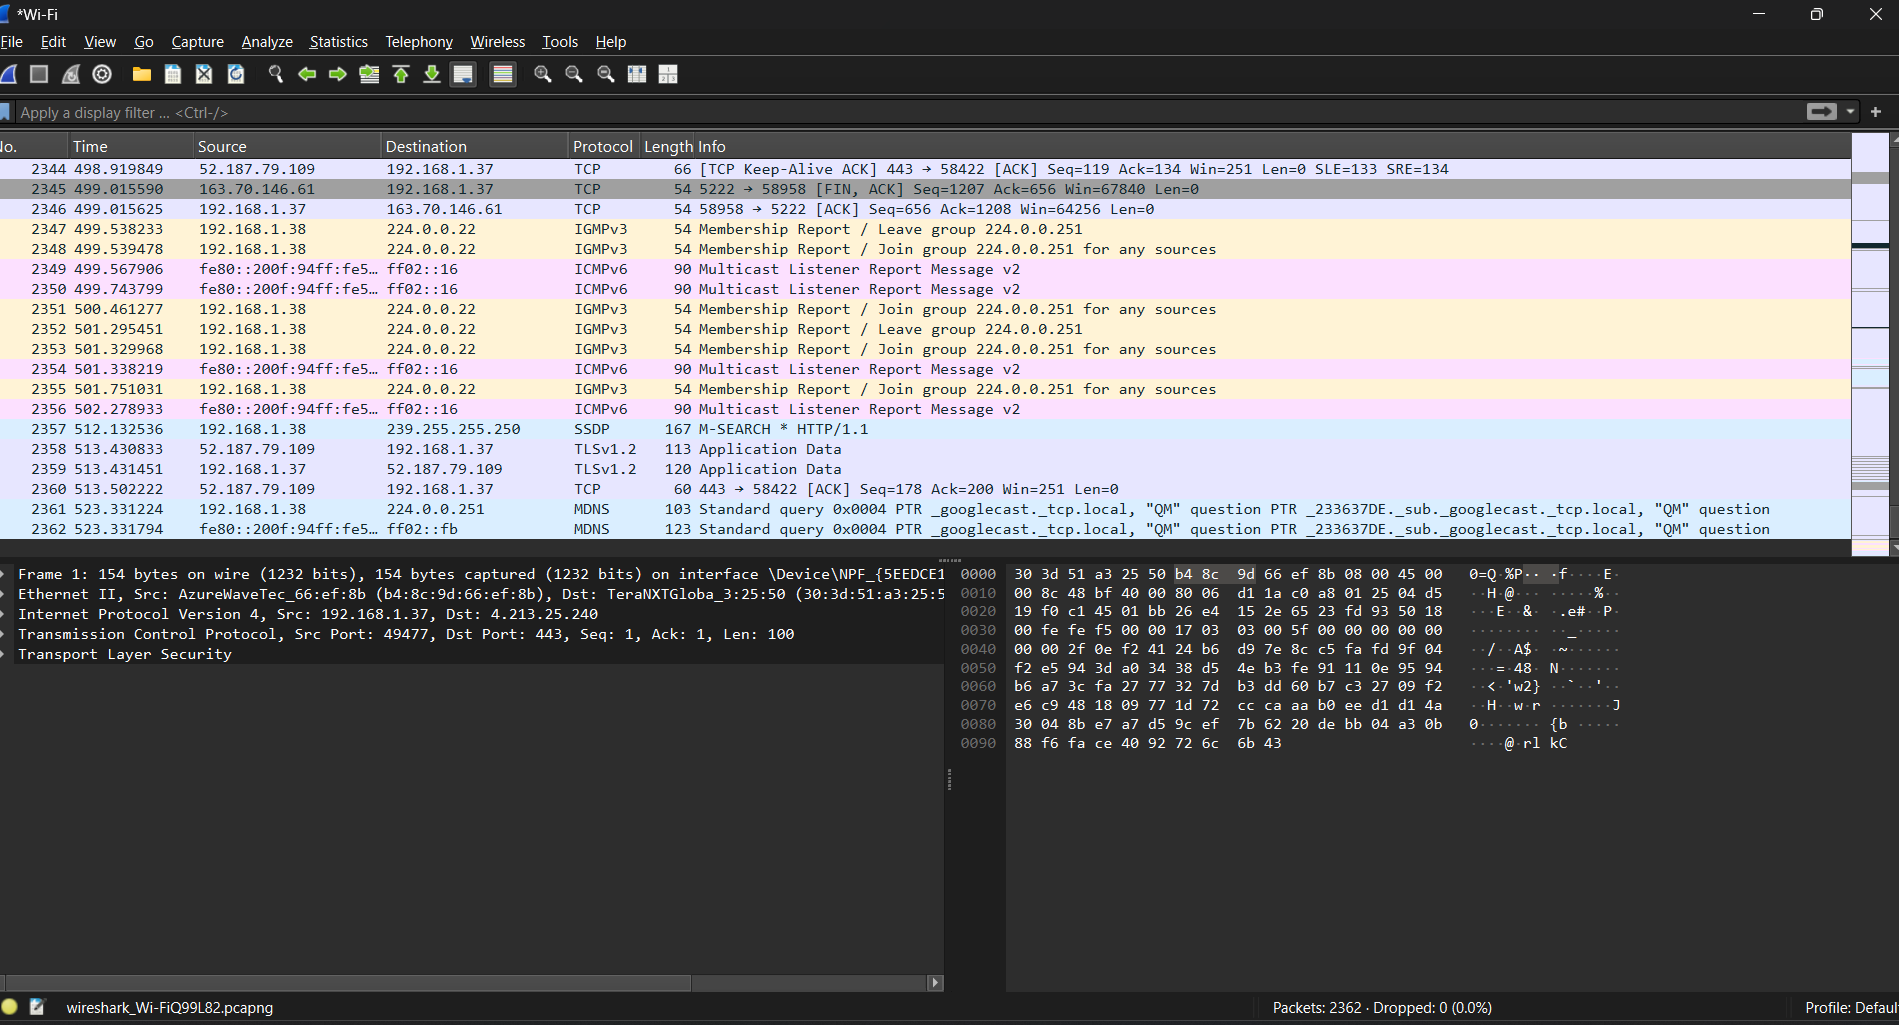 *Wi-Fi
File Edit View Go Capture Analyze Statistics Telephony Wireless Tools Help
Apply a display filter ... <Ctrl-/>
No. Time Source Destination Protocol Length Info
2344 498.919849 52.187.79.109 192.168.1.37 TCP 66 [TCP Keep-Alive ACK] 443 → 58422 [ACK] Seq=119 Ack=134 Win=251 Len=0 SLE=133 SRE=134
2345 499.015590 163.70.146.61 192.168.1.37 TCP 54 5222 → 58958 [FIN, ACK] Seq=1207 Ack=656 Win=67840 Len=0
2346 499.015625 192.168.1.37 163.70.146.61 TCP 54 58958 → 5222 [ACK] Seq=656 Ack=1208 Win=64256 Len=0
2347 499.538233 192.168.1.38 224.0.0.22 IGMPv3 54 Membership Report / Leave group 224.0.0.251
2348 499.539478 192.168.1.38 224.0.0.22 IGMPv3 54 Membership Report / Join group 224.0.0.251 for any sources
2349 499.567906 fe80::200f:94ff:fe5… ff02::16 ICMPv6 90 Multicast Listener Report Message v2
2350 499.743799 fe80::200f:94ff:fe5… ff02::16 ICMPv6 90 Multicast Listener Report Message v2
2351 500.461277 192.168.1.38 224.0.0.22 IGMPv3 54 Membership Report / Join group 224.0.0.251 for any sources
2352 501.295451 192.168.1.38 224.0.0.22 IGMPv3 54 Membership Report / Leave group 224.0.0.251
2353 501.329968 192.168.1.38 224.0.0.22 IGMPv3 54 Membership Report / Join group 224.0.0.251 for any sources
2354 501.338219 fe80::200f:94ff:fe5… ff02::16 ICMPv6 90 Multicast Listener Report Message v2
2355 501.751031 192.168.1.38 224.0.0.22 IGMPv3 54 Membership Report / Join group 224.0.0.251 for any sources
2356 502.278933 fe80::200f:94ff:fe5… ff02::16 ICMPv6 90 Multicast Listener Report Message v2
2357 512.132536 192.168.1.38 239.255.255.250 SSDP 167 M-SEARCH * HTTP/1.1
2358 513.430833 52.187.79.109 192.168.1.37 TLSv1.2 113 Application Data
2359 513.431451 192.168.1.37 52.187.79.109 TLSv1.2 120 Application Data
2360 513.502222 52.187.79.109 192.168.1.37 TCP 60 443 → 58422 [ACK] Seq=178 Ack=200 Win=251 Len=0
2361 523.331224 192.168.1.38 224.0.0.251 MDNS 103 Standard query 0x0004 PTR _googlecast._tcp.local, "QM" question PTR _233637DE._sub._googlecast._tcp.local, "QM" question
2362 523.331794 fe80::200f:94ff:fe5… ff02::fb MDNS 123 Standard query 0x0004 PTR _googlecast._tcp.local, "QM" question PTR _233637DE._sub._googlecast._tcp.local, "QM" question
Frame 1: 154 bytes on wire (1232 bits), 154 bytes captured (1232 bits) on interface \Device\NPF_{5EEDCE1
Ethernet II, Src: AzureWaveTec_66:ef:8b (b4:8c:9d:66:ef:8b), Dst: TeraNXTGloba_3:25:50 (30:3d:51:a3:25:5
Internet Protocol Version 4, Src: 192.168.1.37, Dst: 4.213.25.240
Transmission Control Protocol, Src Port: 49477, Dst Port: 443, Seq: 1, Ack: 1, Len: 100
Transport Layer Security
0000 30 3d 51 a3 25 50 b4 8c 9d 66 ef 8b 08 00 45 00 0=Q·%P·· ·f····E·
0010 00 8c 48 bf 40 00 80 06 d1 1a c0 a8 01 25 04 d5 ··H·@··· ·····%··
0020 19 f0 c1 45 01 bb 26 e4 15 2e 65 23 fd 93 50 18 ···E··&· ·.e#··P·
0030 00 fe fe f5 00 00 17 03 03 00 5f 00 00 00 00 00 ········ ··_·····
0040 00 00 2f 0e f2 41 24 b6 d9 7e 8c c5 fa fd 9f 04 ··/··A$· ·~······
0050 f2 e5 94 3d a0 34 38 d5 4e b3 fe 91 11 0e 95 94 ···=·48· N·······
0060 b6 a7 3c fa 27 77 32 7d b3 dd 60 b7 c3 27 09 f2 ··<·'w2} ··`··'··
0070 e6 c9 48 18 09 77 1d 72 cc ca aa b0 ee d1 d1 4a ··H··w·r ·······J
0080 30 04 8b e7 a7 d5 9c ef 7b 62 20 de bb 04 a3 0b 0······· {b ·····
0090 88 f6 fa ce 40 92 72 6c 6b 43 ····@·rl kC
wireshark_Wi-FiQ99L82.pcapng Packets: 2362 · Dropped: 0 (0.0%) Profile: Defaul